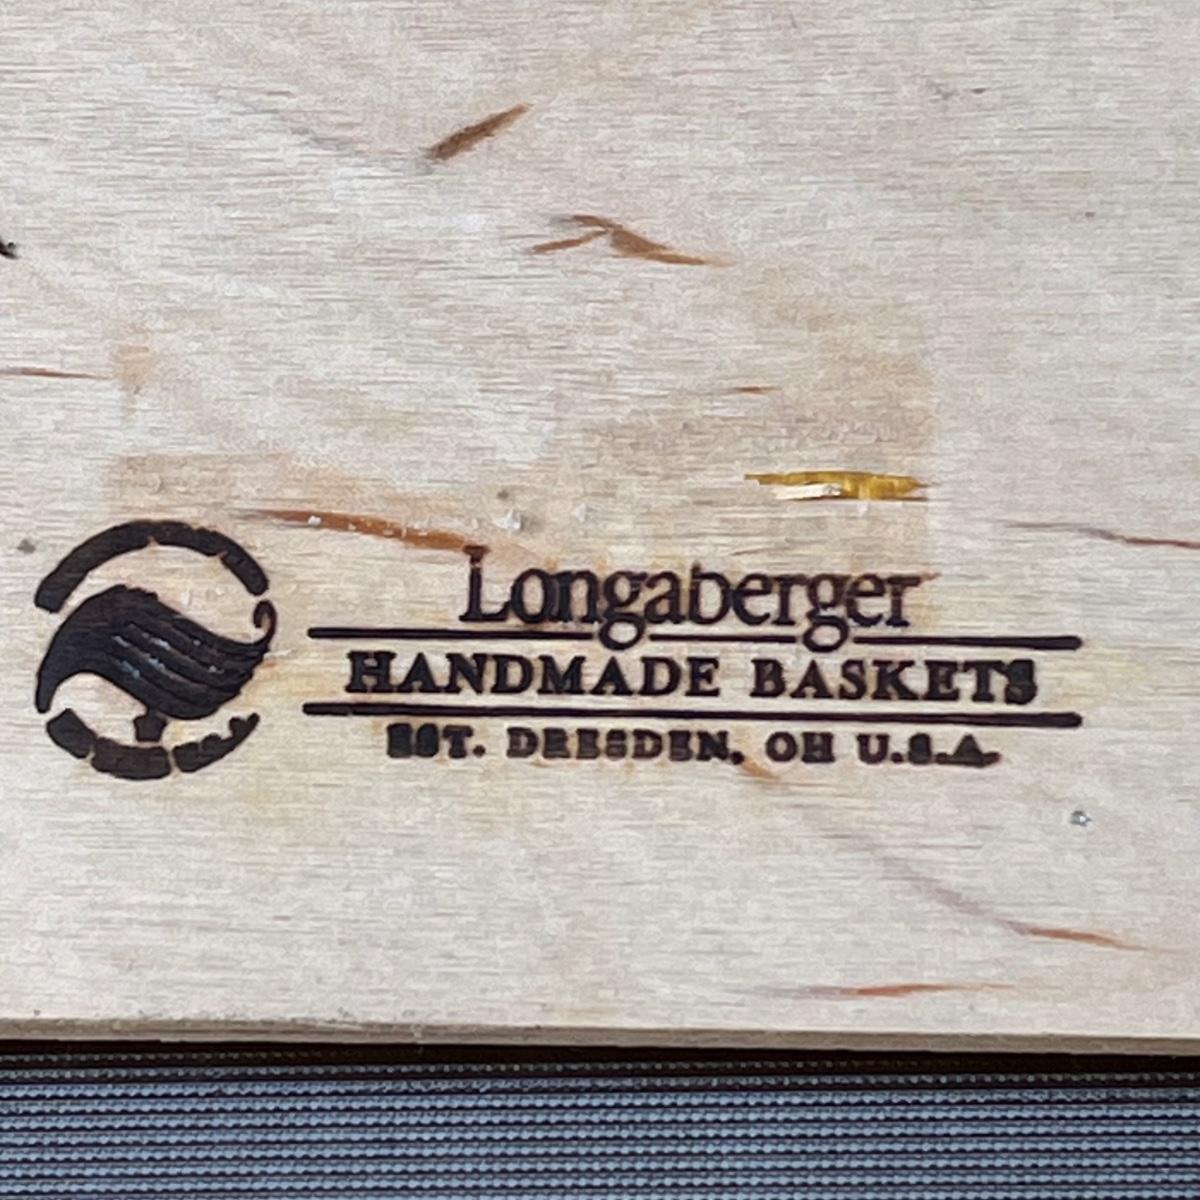 Longaberger
HANDMADE BASKETS
EST. DRESDEN, OH U.S.A.